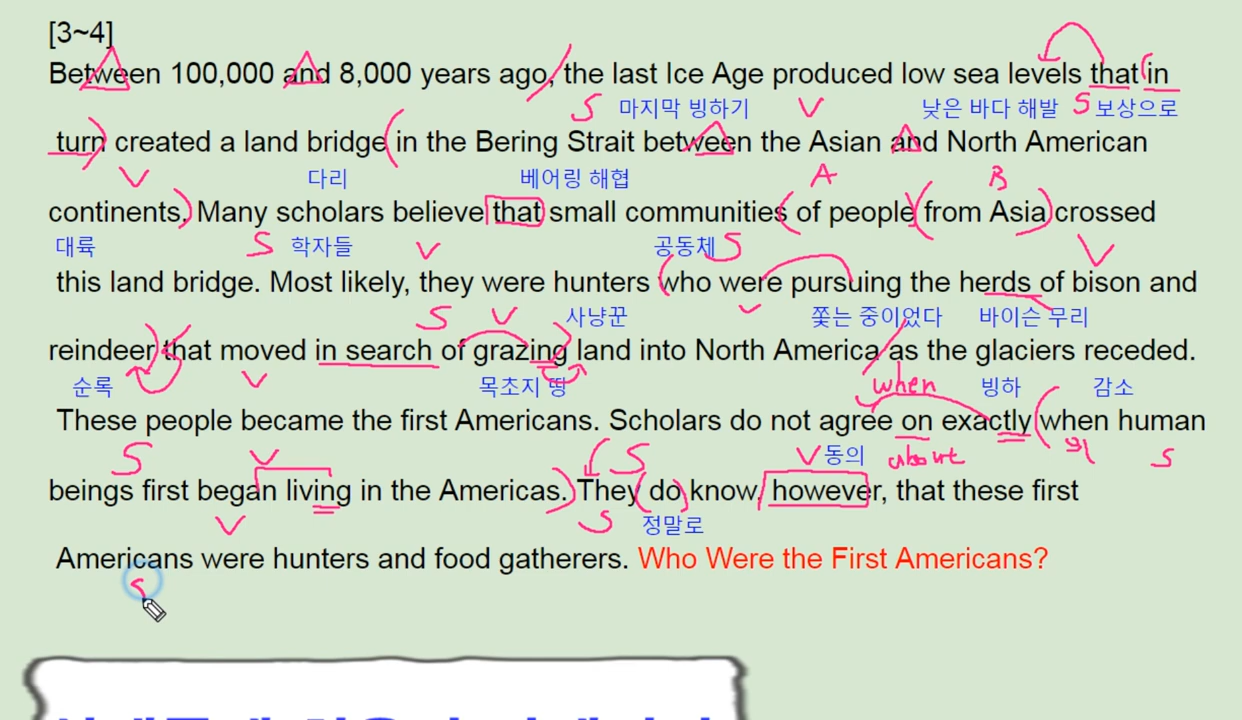 [3~4]
Between 100,000 and 8,000 years ago, the last Ice Age produced low sea levels that in
S 마지막 빙하기 V 낮은 바다 해발 S 보상으로
turn created a land bridge in the Bering Strait between the Asian and North American
V 다리 베어링 해협 A B
continents, Many scholars believe that small communities of people from Asia crossed
대륙 S 학자들 V 공동체 S V
this land bridge. Most likely, they were hunters who were pursuing the herds of bison and
S V 사냥꾼 쫓는 중이었다 바이슨 무리
reindeer that moved in search of grazing land into North America as the glaciers receded.
순록 V 목초지 땅 when 빙하 감소
These people became the first Americans. Scholars do not agree on exactly when human
S V S V 동의 about S
beings first began living in the Americas. They do know, however, that these first
V S 정말로
Americans were hunters and food gatherers. Who Were the First Americans?
S